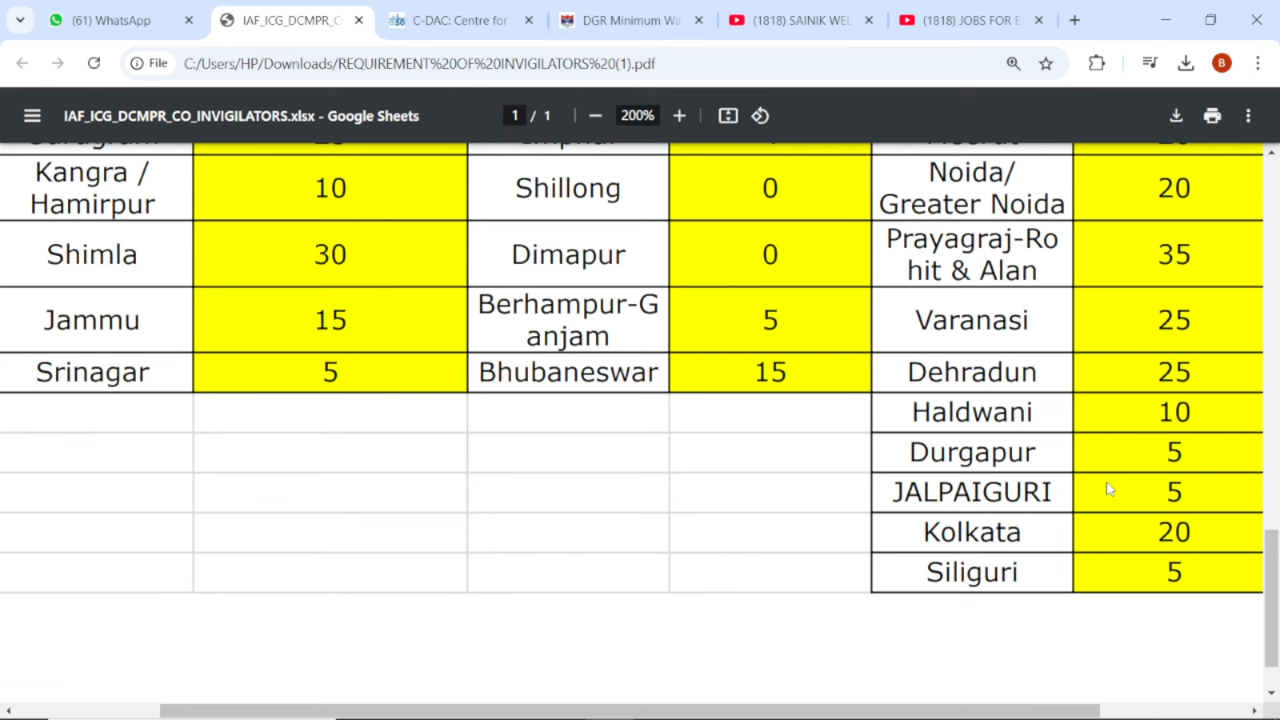 (61) WhatsApp
IAF_ICG_DCMPR_C
C-DAC: Centre for
DGR Minimum Wa
(1818) SAINIK WEL
(1818) JOBS FOR E
File
C:/Users/HP/Downloads/REQUIREMENT%20OF%20INVIGILATORS%20(1).pdf
B
IAF_ICG_DCMPR_CO_INVIGILATORS.xlsx - Google Sheets
1 / 1
200%
Kangra /
Hamirpur
10
Shillong
0
Noida/
Greater Noida
20
Shimla
30
Dimapur
0
Prayagraj-Ro
hit & Alan
35
Jammu
15
Berhampur-G
anjam
5
Varanasi
25
Srinagar
5
Bhubaneswar
15
Dehradun
25
Haldwani
10
Durgapur
5
JALPAIGURI
5
Kolkata
20
Siliguri
5